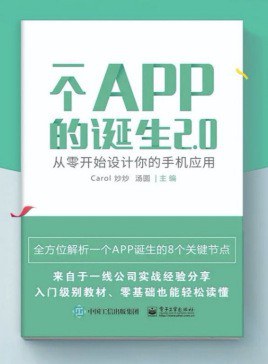 一个APP
的诞生2.0
从零开始设计你的手机应用
Carol 炒炒 汤圆 | 主编
全方位解析一个APP诞生的8个关键节点
来自于一线公司实战经验分享
入门级别教材、零基础也能轻松读懂
中国工信出版集团
电子工业出版社